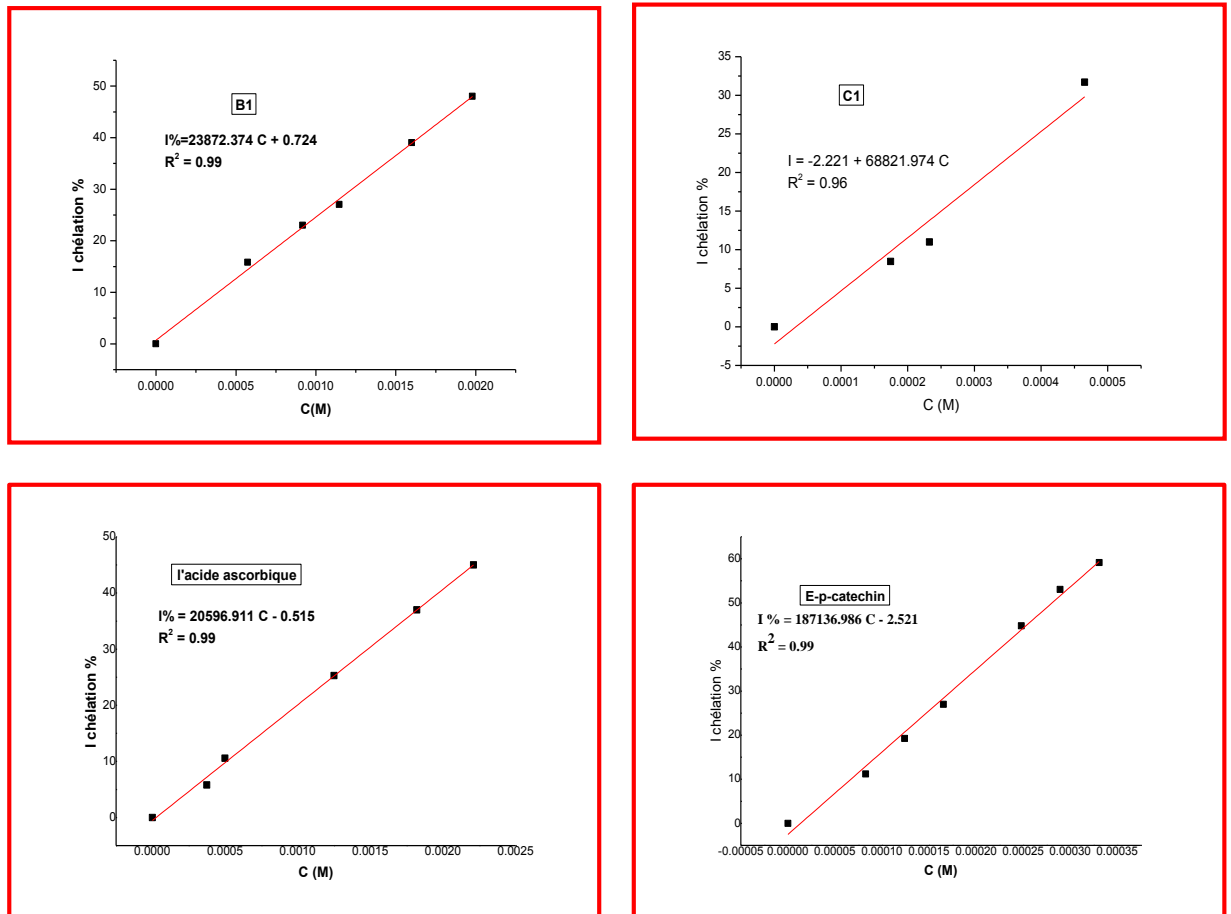 B1
I%=23872.374 C + 0.724
R² = 0.99
I chélation %
50
40
30
20
10
0
0.0000 0.0005 0.0010 0.0015 0.0020
C(M)
C1
I = -2.221 + 68821.974 C
R² = 0.96
I chélation %
35
30
25
20
15
10
5
0
-5
0.0000 0.0001 0.0002 0.0003 0.0004 0.0005
C (M)
l'acide ascorbique
I% = 20596.911 C - 0.515
R² = 0.99
I chélation %
50
40
30
20
10
0
0.0000 0.0005 0.0010 0.0015 0.0020 0.0025
C (M)
E-p-catechin
I % = 187136.986 C - 2.521
R² = 0.99
I chélation %
60
50
40
30
20
10
0
-0.00005 0.00000 0.00005 0.00010 0.00015 0.00020 0.00025 0.00030 0.00035
C (M)